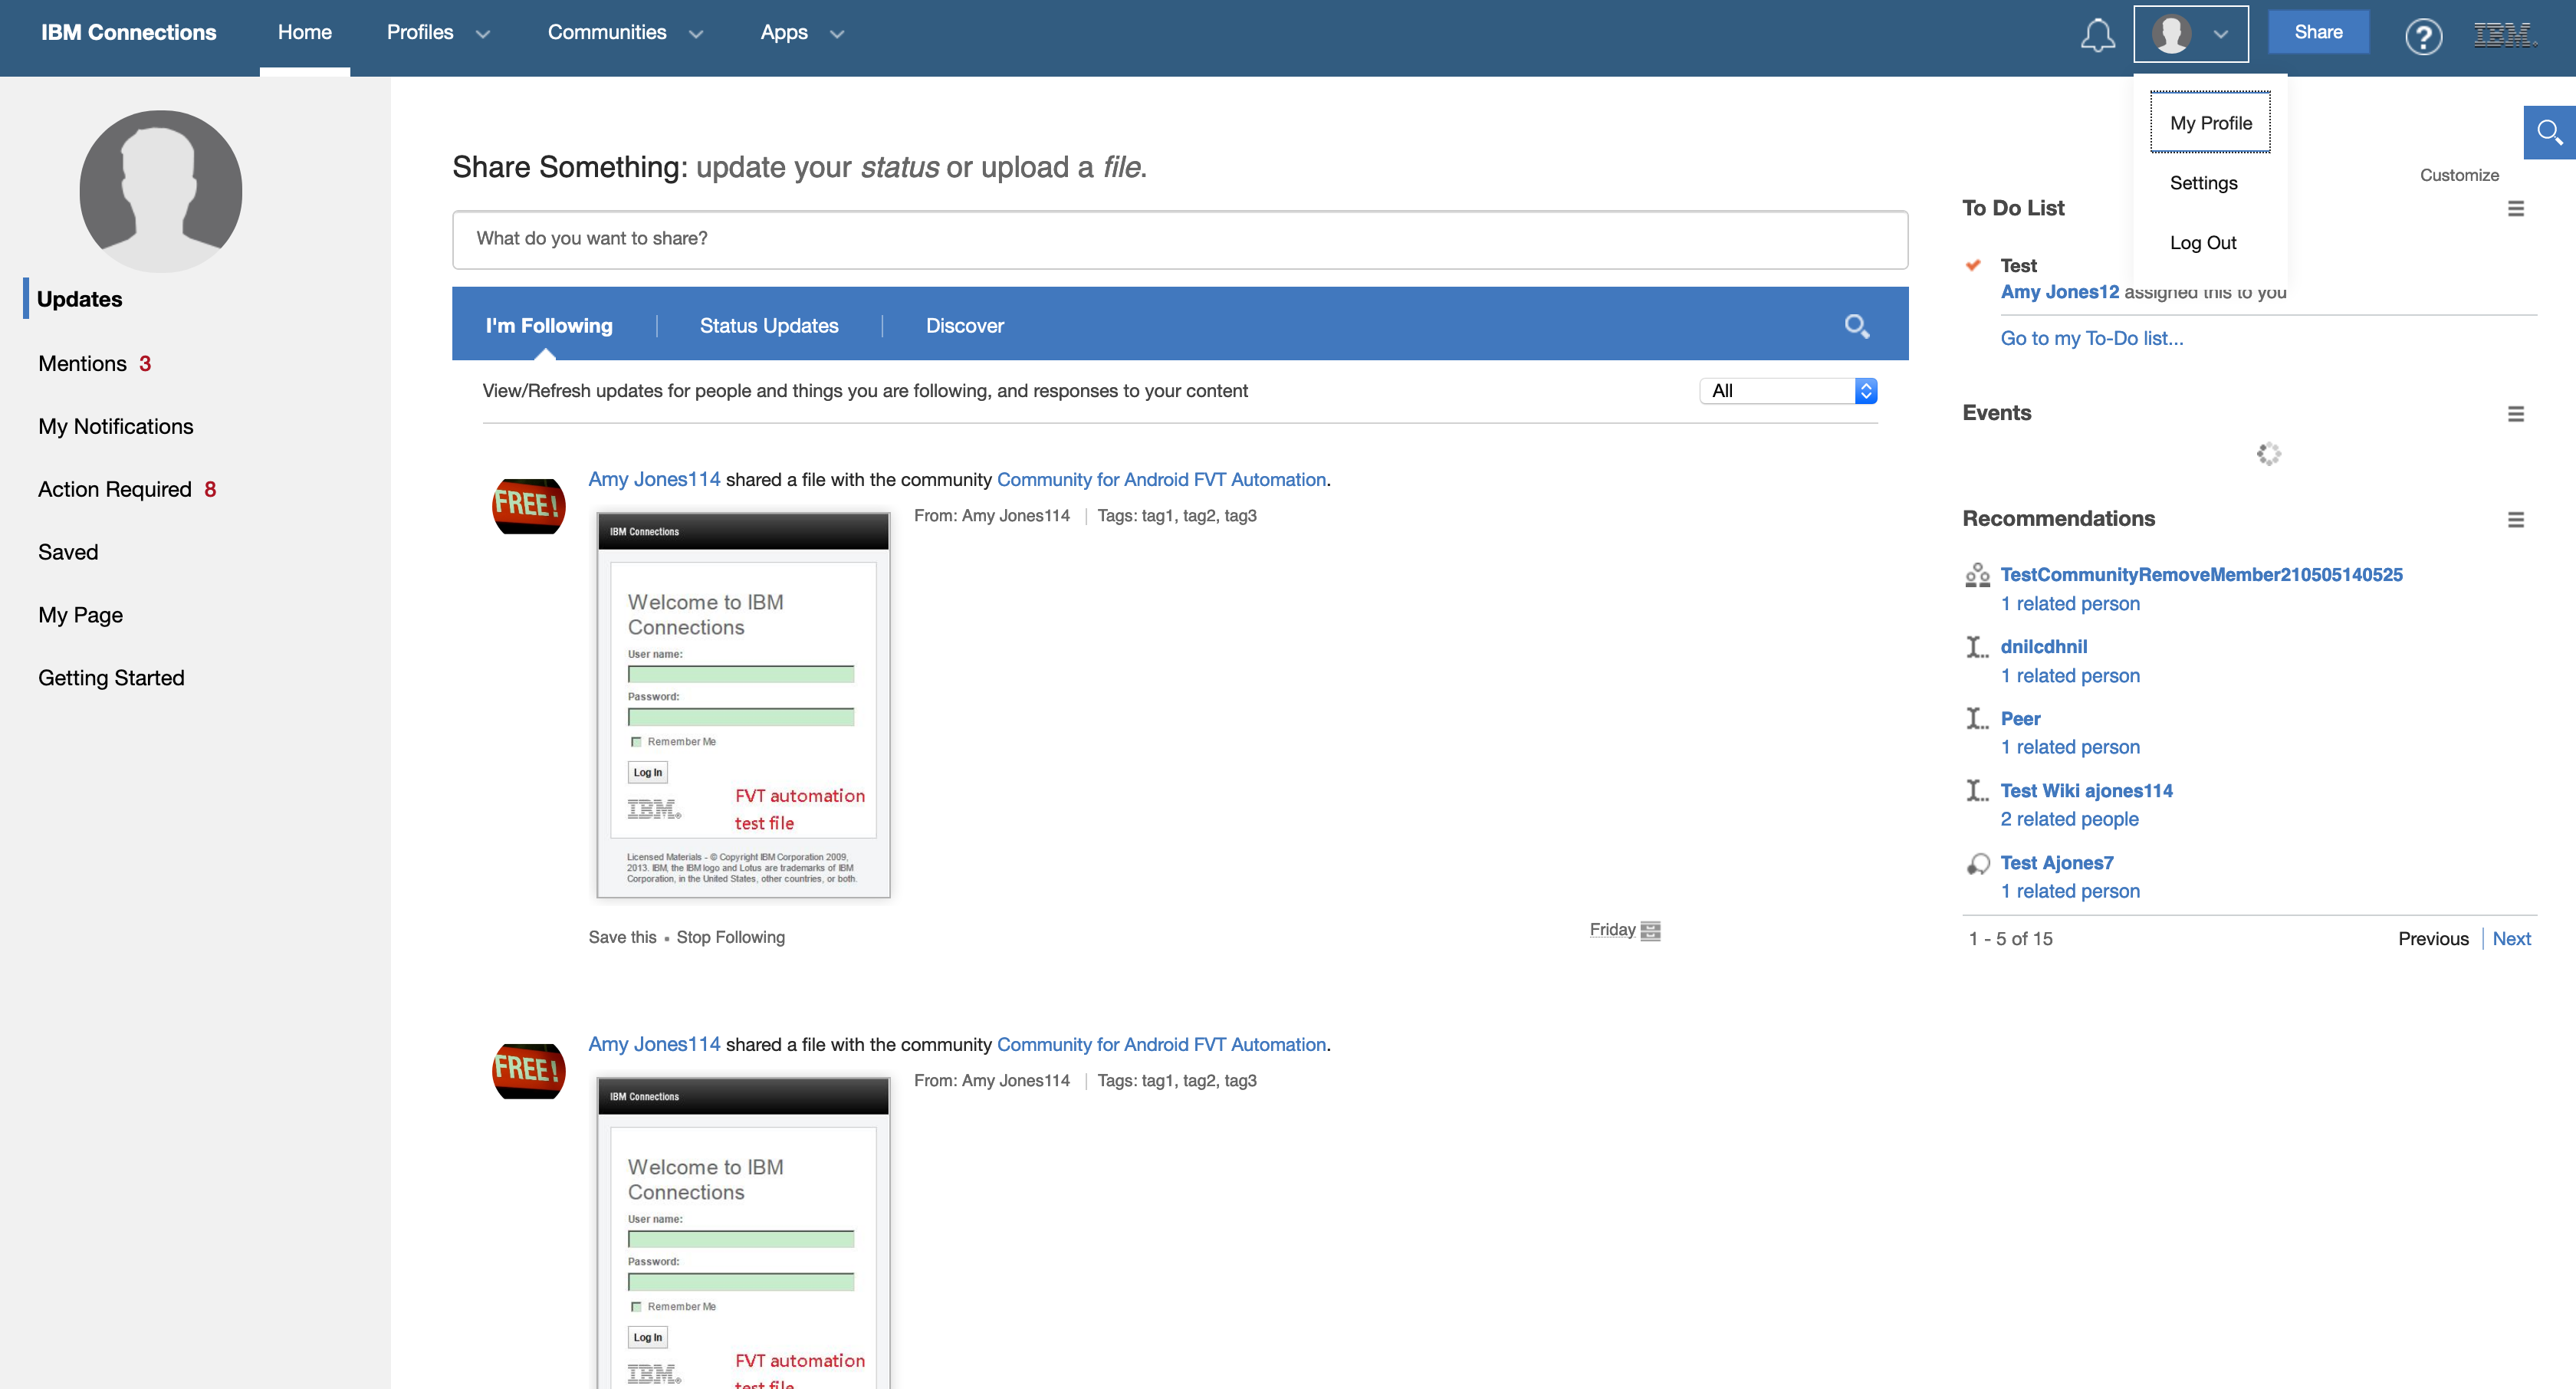 IBM Connections
Home
Profiles
Communities
Apps
Share
?
IBM
My Profile
Settings
Log Out
Customize
Updates
Mentions 3
My Notifications
Action Required 8
Saved
My Page
Getting Started
Share Something: update your status or upload a file.
What do you want to share?
I'm Following
Status Updates
Discover
View/Refresh updates for people and things you are following, and responses to your content
All
Amy Jones114 shared a file with the community Community for Android FVT Automation.
From: Amy Jones114 | Tags: tag1, tag2, tag3
FREE!
IBM Connections
Welcome to IBM
Connections
User name:
Password:
Remember Me
Log In
IBM
FVT automation
test file
Licensed Materials - © Copyright IBM Corporation 2009,
2013. IBM, the IBM logo and Lotus are trademarks of IBM
Corporation, in the United States, other countries, or both.
Save this • Stop Following
Friday
Amy Jones114 shared a file with the community Community for Android FVT Automation.
From: Amy Jones114 | Tags: tag1, tag2, tag3
FREE!
IBM Connections
Welcome to IBM
Connections
User name:
Password:
Remember Me
Log In
IBM
FVT automation
test file
To Do List
Test
Amy Jones12 assigned this to you
Go to my To-Do list...
Events
Recommendations
TestCommunityRemoveMember210505140525
1 related person
dnilcdhnil
1 related person
Peer
1 related person
Test Wiki ajones114
2 related people
Test Ajones7
1 related person
1 - 5 of 15
Previous | Next